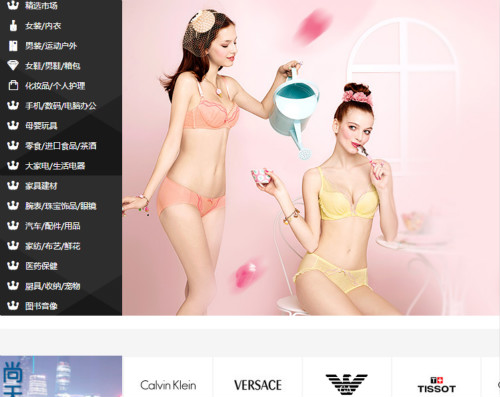 精选市场
女装/内衣
男装/运动户外
女鞋/男鞋/箱包
化妆品/个人护理
手机/数码/电脑办公
母婴玩具
零食/进口食品/茶酒
大家电/生活电器
家具建材
腕表/珠宝饰品/眼镜
汽车/配件/用品
家纺/布艺/鲜花
医药保健
厨具/收纳/宠物
图书音像
尚天
Calvin Klein
VERSACE
TISSOT